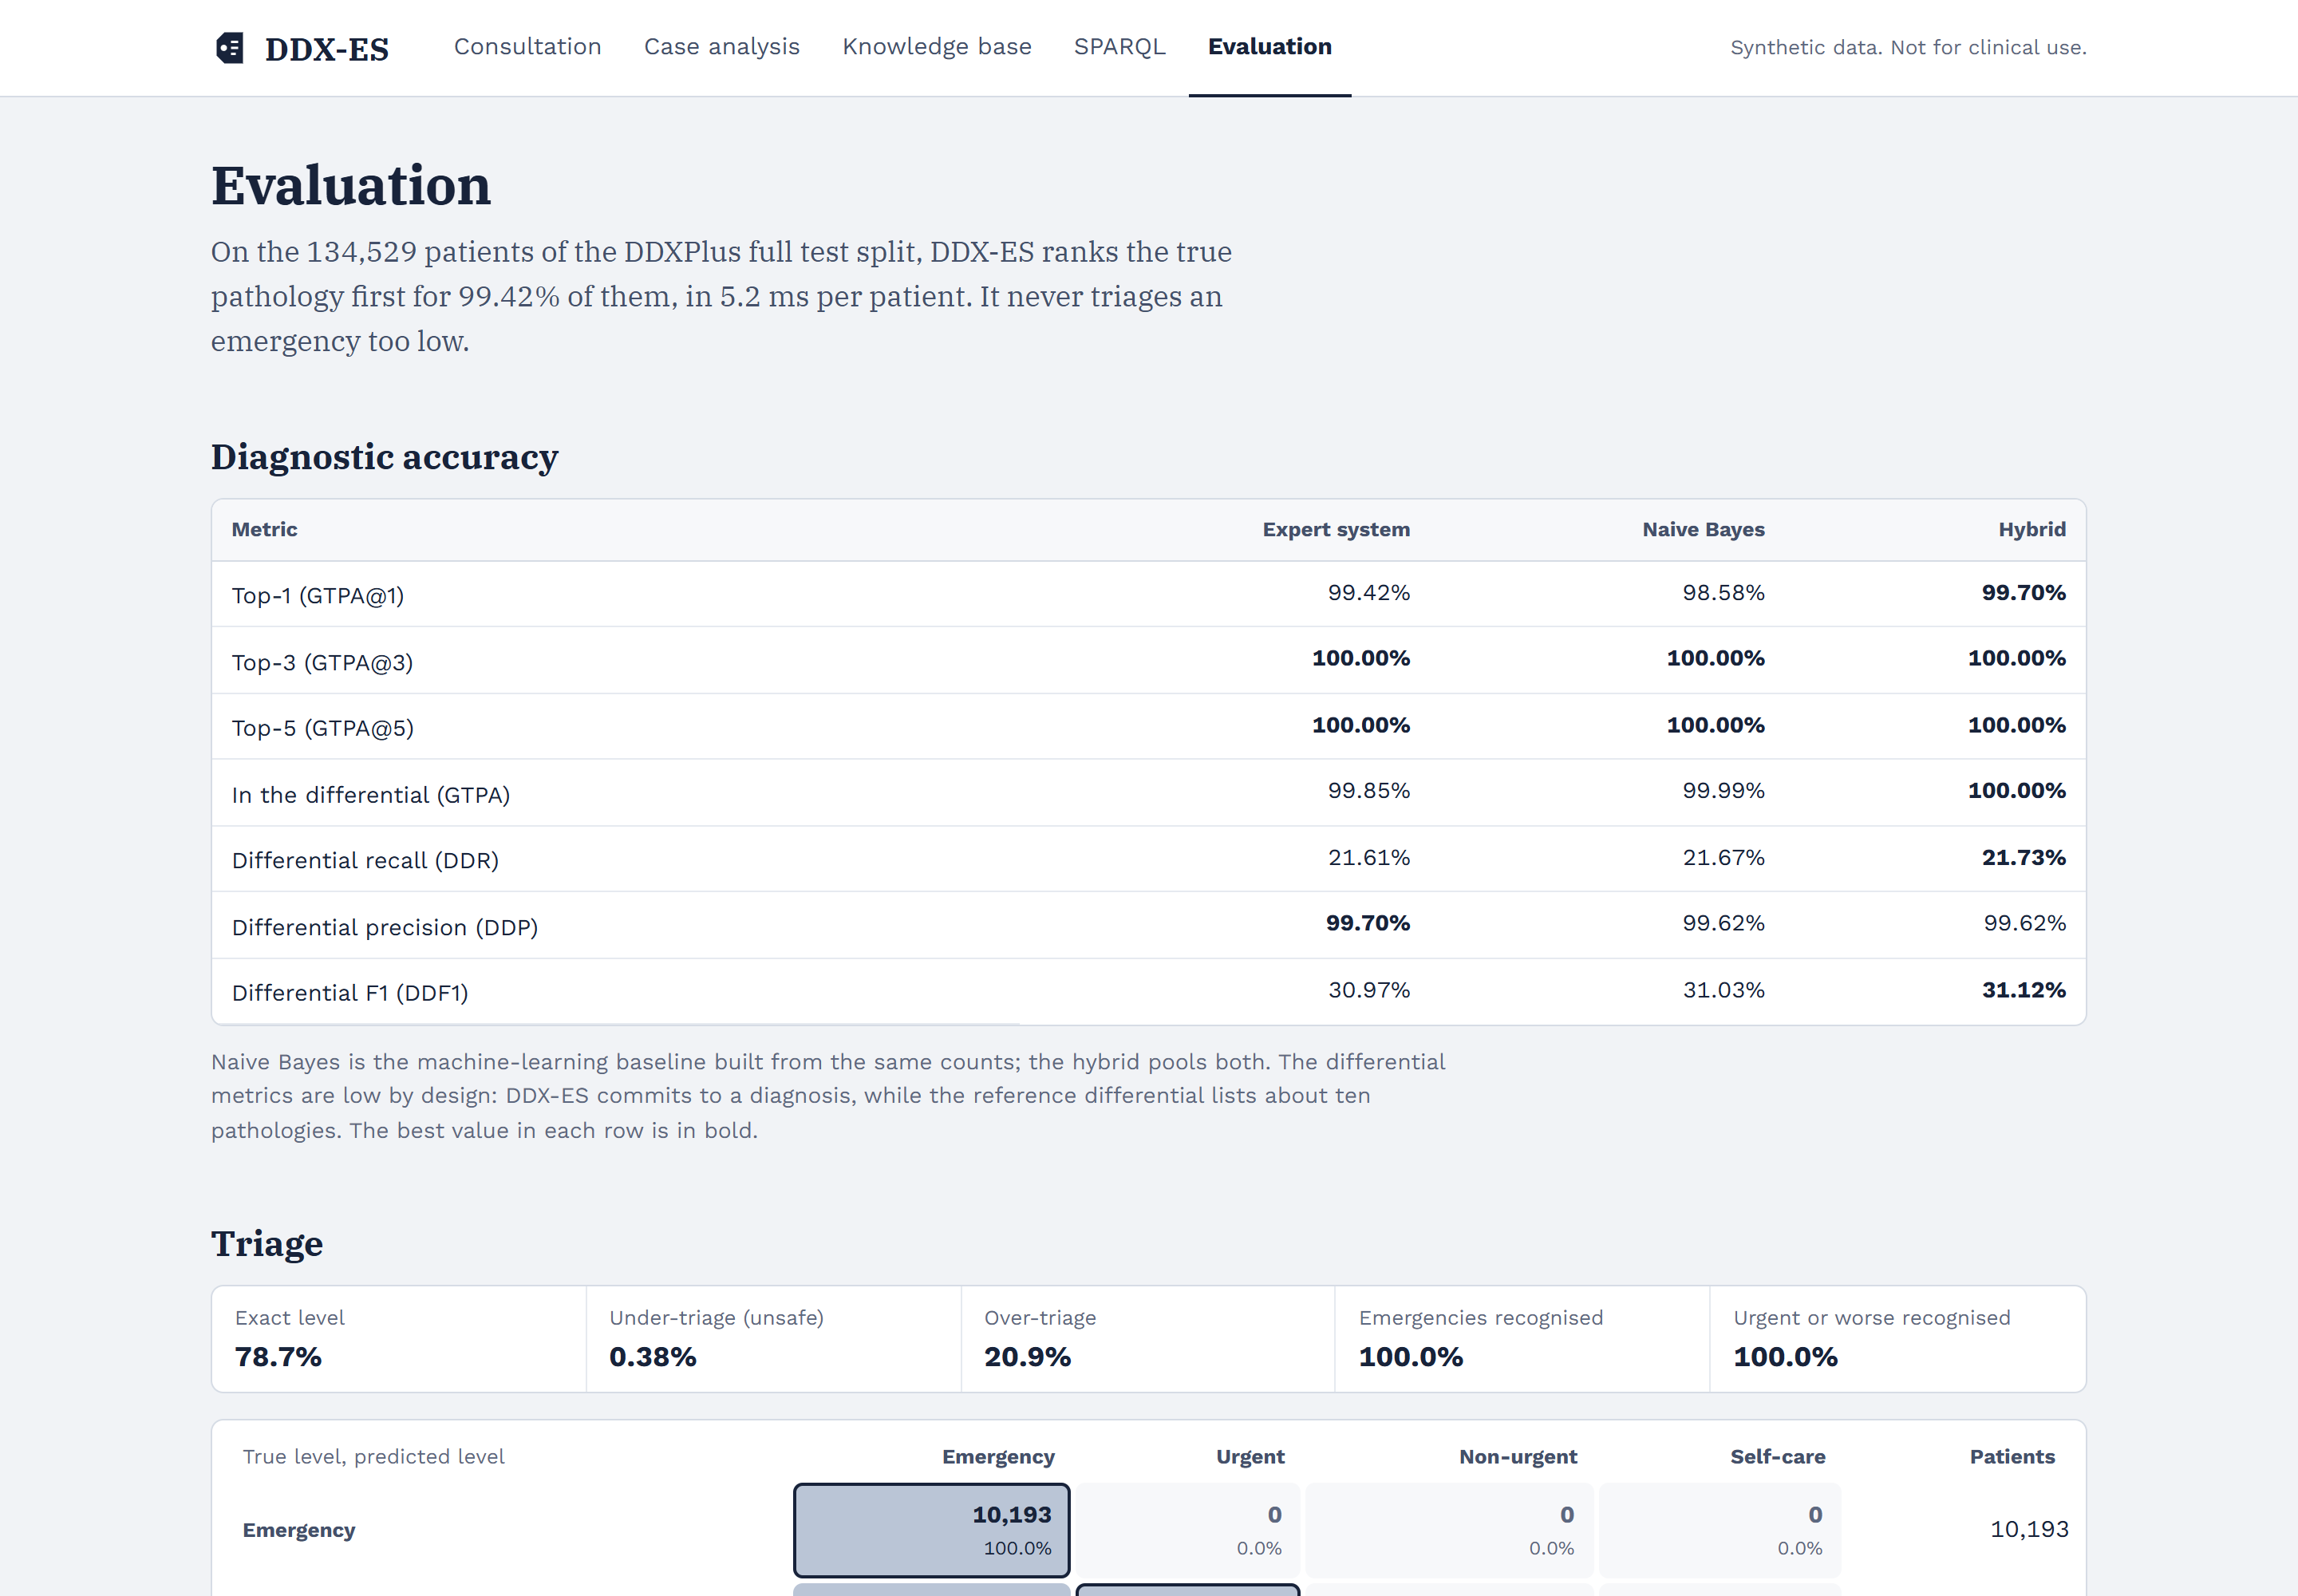 DDX-ES Consultation Case analysis Knowledge base SPARQL Evaluation Synthetic data. Not for clinical use.
Evaluation
On the 134,529 patients of the DDXPlus full test split, DDX-ES ranks the true
pathology first for 99.42% of them, in 5.2 ms per patient. It never triages an
emergency too low.
Diagnostic accuracy
Metric Expert system Naive Bayes Hybrid
Top-1 (GTPA@1) 99.42% 98.58% 99.70%
Top-3 (GTPA@3) 100.00% 100.00% 100.00%
Top-5 (GTPA@5) 100.00% 100.00% 100.00%
In the differential (GTPA) 99.85% 99.99% 100.00%
Differential recall (DDR) 21.61% 21.67% 21.73%
Differential precision (DDP) 99.70% 99.62% 99.62%
Differential F1 (DDF1) 30.97% 31.03% 31.12%
Naive Bayes is the machine-learning baseline built from the same counts; the hybrid pools both. The differential
metrics are low by design: DDX-ES commits to a diagnosis, while the reference differential lists about ten
pathologies. The best value in each row is in bold.
Triage
Exact level Under-triage (unsafe) Over-triage Emergencies recognised Urgent or worse recognised
78.7% 0.38% 20.9% 100.0% 100.0%
True level, predicted level Emergency Urgent Non-urgent Self-care Patients
Emergency 10,193 0 0 0 10,193
100.0% 0.0% 0.0% 0.0%